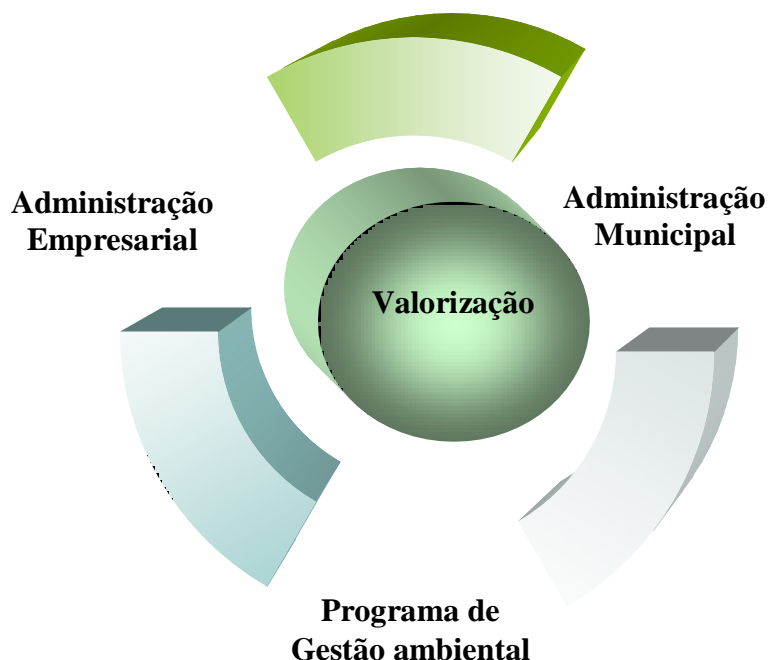 Administração
Empresarial
Administração
Municipal
Valorização
Programa de
Gestão ambiental